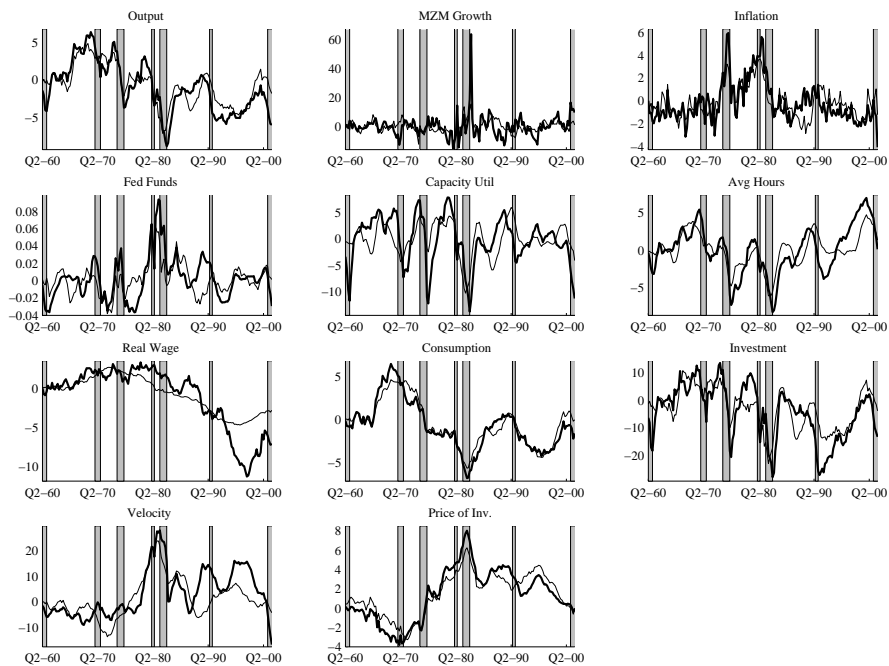 Output
MZM Growth
Inflation
5
0
−5
60
40
20
0
6
4
2
0
−2
−4
Q2−60 Q2−70 Q2−80 Q2−90 Q2−00
Q2−60 Q2−70 Q2−80 Q2−90 Q2−00
Q2−60 Q2−70 Q2−80 Q2−90 Q2−00
Fed Funds
Capacity Util
Avg Hours
0.08
0.06
0.04
0.02
0
−0.02
−0.04
5
0
−5
−10
5
0
−5
Q2−60 Q2−70 Q2−80 Q2−90 Q2−00
Q2−60 Q2−70 Q2−80 Q2−90 Q2−00
Q2−60 Q2−70 Q2−80 Q2−90 Q2−00
Real Wage
Consumption
Investment
0
−5
−10
5
0
−5
10
0
−10
−20
Q2−60 Q2−70 Q2−80 Q2−90 Q2−00
Q2−60 Q2−70 Q2−80 Q2−90 Q2−00
Q2−60 Q2−70 Q2−80 Q2−90 Q2−00
Velocity
Price of Inv.
20
10
0
−10
8
6
4
2
0
−2
−4
Q2−60 Q2−70 Q2−80 Q2−90 Q2−00
Q2−60 Q2−70 Q2−80 Q2−90 Q2−00